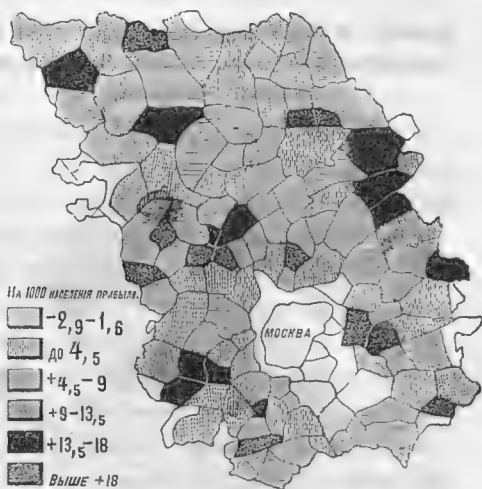 На 1000 населения прибыло.
-2,9-1,6
до 4,5
+4,5-9
+9-13,5
+13,5-18
Выше +18
МОСКВА